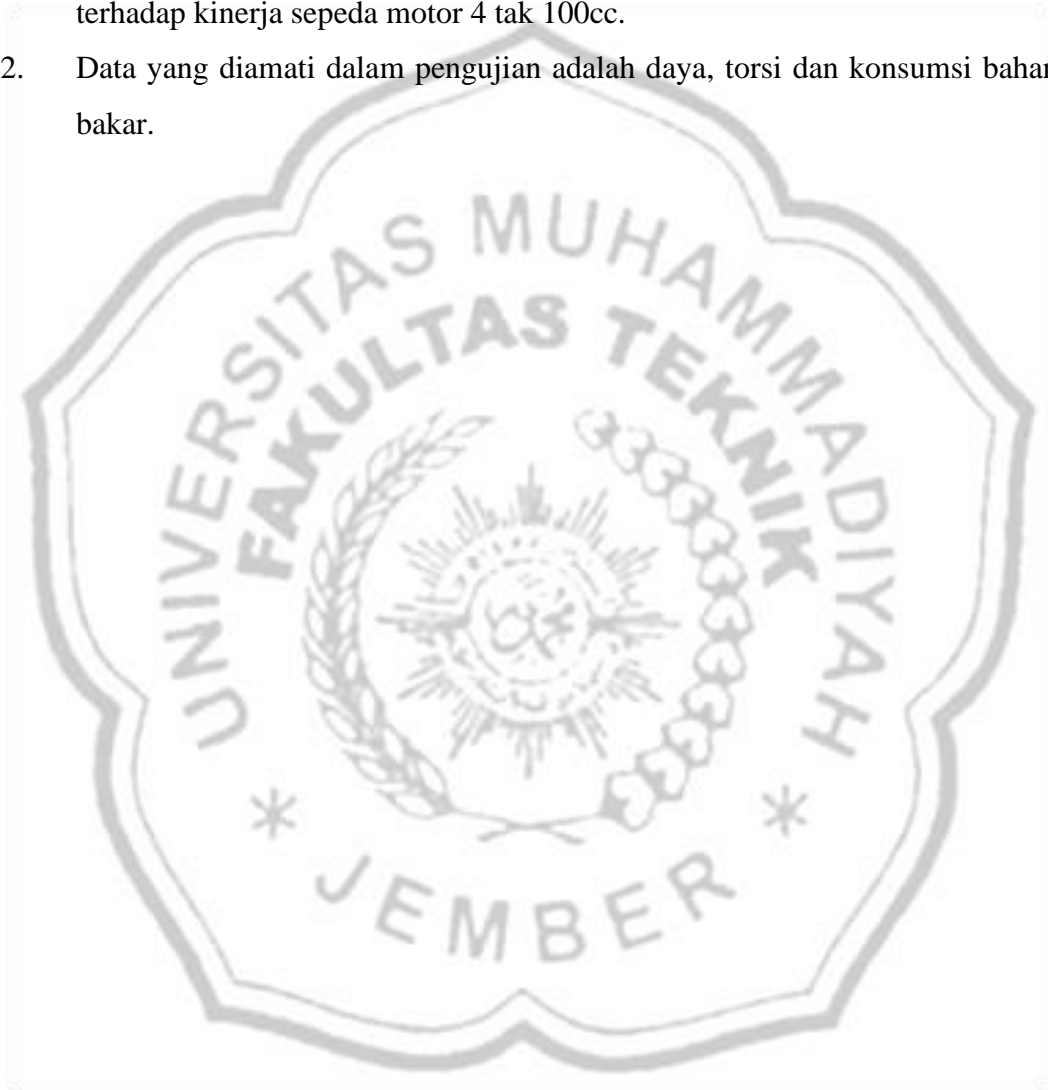 terhadap kinerja sepeda motor 4 tak 100cc.
2. Data yang diamati dalam pengujian adalah daya, torsi dan konsumsi bahan
bakar.
UNIVERSITAS MUHAMMADIYAH
FAKULTAS TEKNIK
* JEMBER *